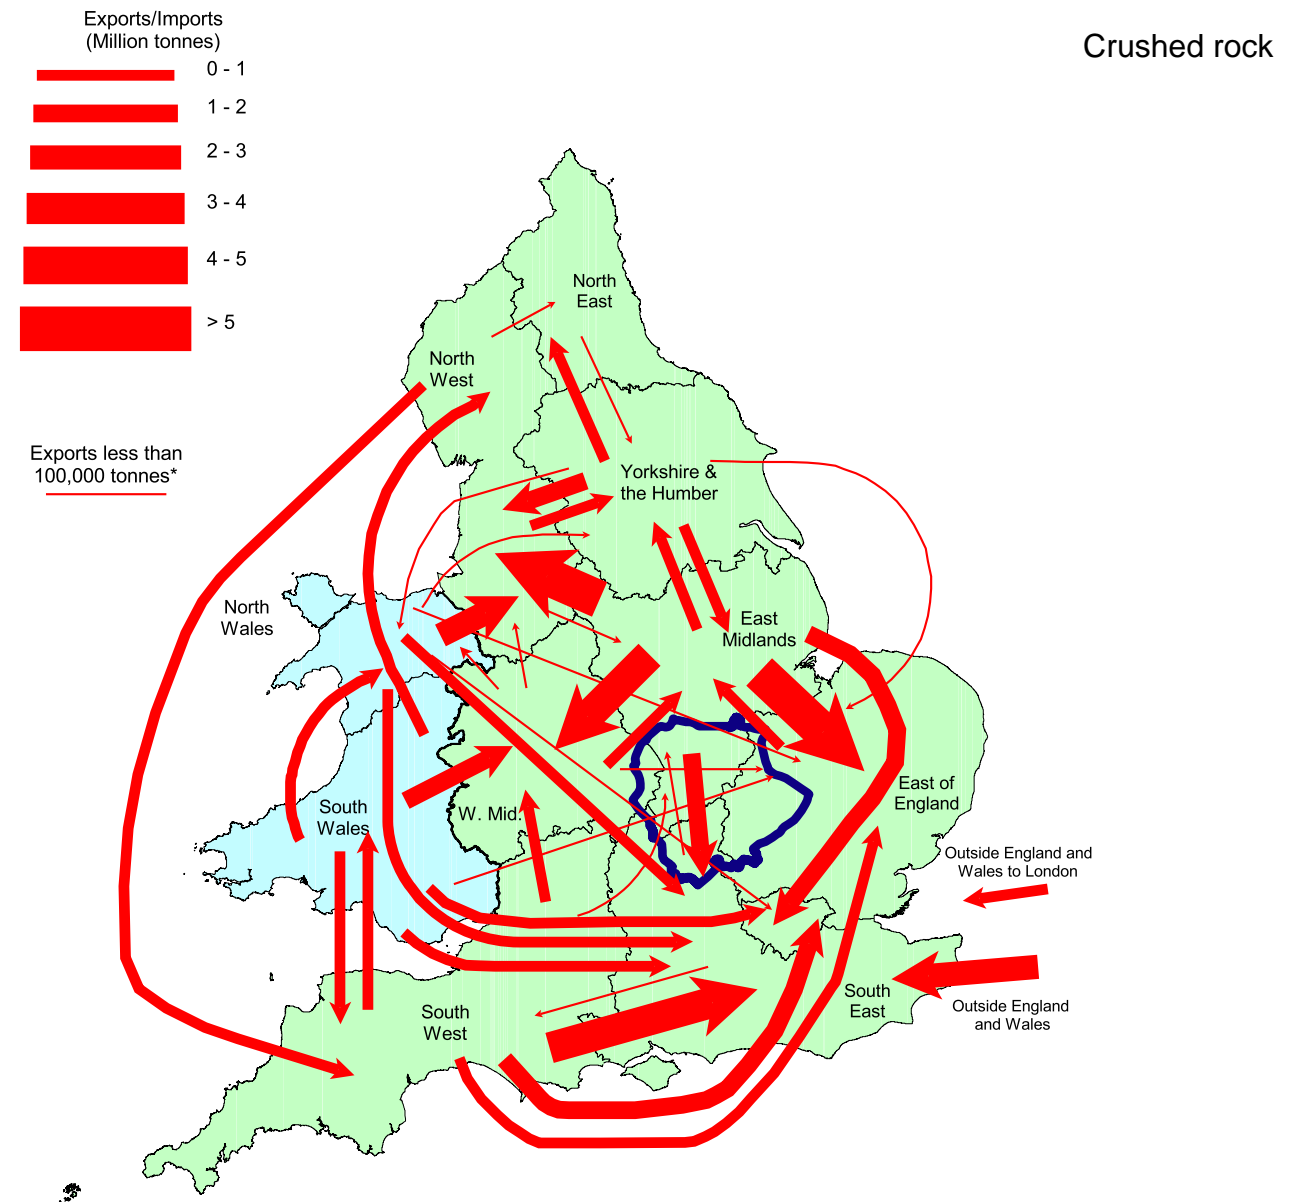 Exports/Imports
(Million tonnes)
0 - 1
1 - 2
2 - 3
3 - 4
4 - 5
> 5
Exports less than
100,000 tonnes*
Crushed rock
North
East
North
West
Yorkshire &
the Humber
North
Wales
East
Midlands
East of
England
South
Wales
W. Mid.
Outside England and
Wales to London
South
East
South
West
Outside England
and Wales